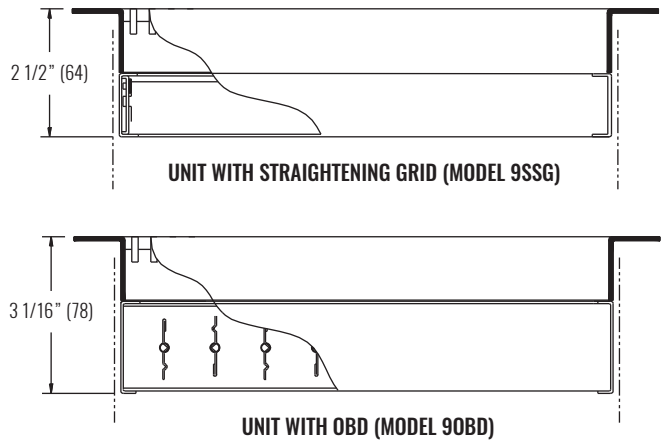 2 1/2” (64)
UNIT WITH STRAIGHTENING GRID (MODEL 9SSG)
3 1/16” (78)
UNIT WITH OBD (MODEL 9OBD)